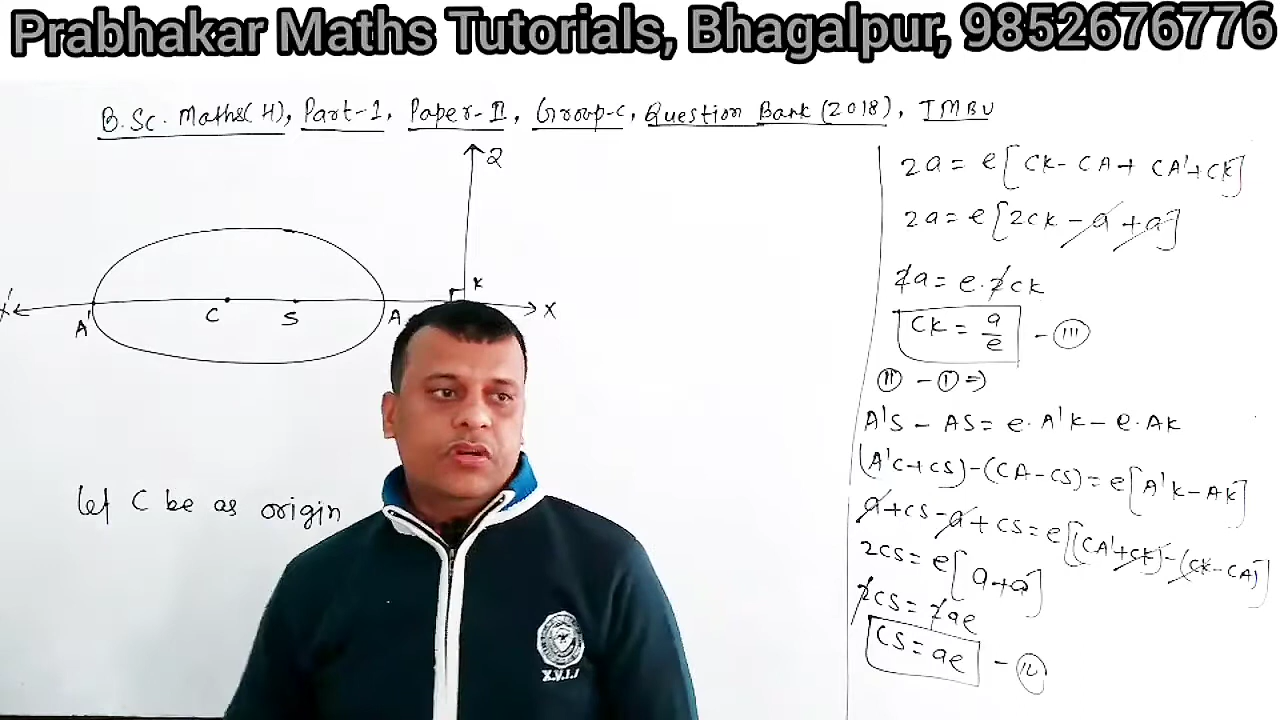 Prabhakar Maths Tutorials, Bhagalpur, 9852676776
B.Sc. Maths(H), Part-1, Paper-II, Group-C, Question Bank (2018), TMBU
Z
K
X' A' C S A X
let C be as origin
2a = e[CK - CA + CA' + CK]
2a = e[2CK - a + a]
2a = e.2CK
CK = a/e - (III)
(II) - (I) ⇒
A'S - AS = e.A'K - e.AK
(A'C+CS)-(CA-CS) = e[A'K-AK]
a+CS-a+CS = e[(CA'+CK)-(CK-CA)]
2CS = e[a+a]
2CS = 2ae
CS = ae - (IV)
X.V.I.I